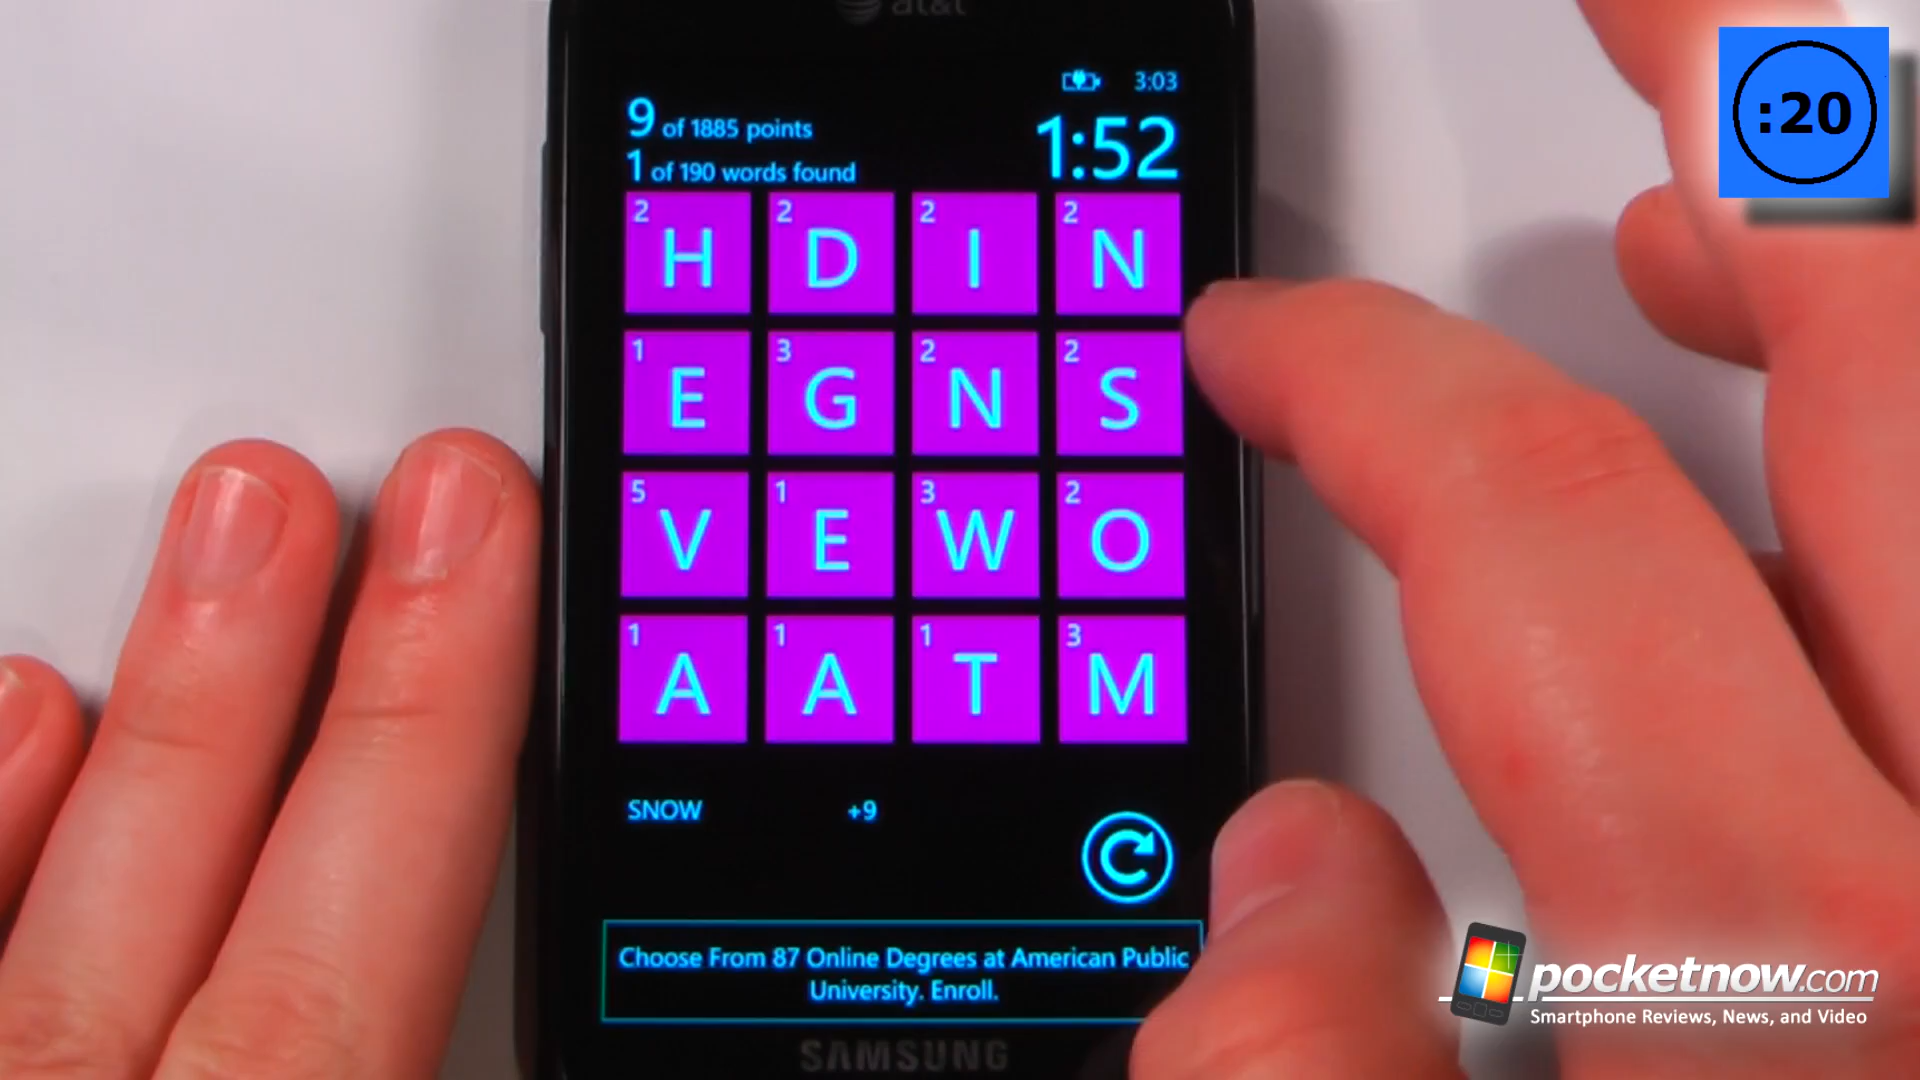 at&t
3:03
:20
9 of 1885 points
1:52
1 of 190 words found
2 H 2 D 2 I 2 N
1 E 3 G 2 N 2 S
5 V 1 E 3 W 2 O
1 A 1 A 1 T 3 M
SNOW +9
Choose From 87 Online Degrees at American Public
University. Enroll.
pocketnow.com
Smartphone Reviews, News, and Video
SAMSUNG